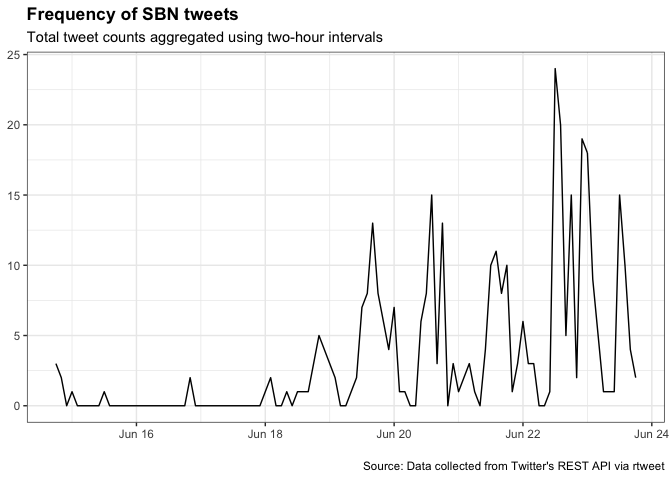 Frequency of SBN tweets
Total tweet counts aggregated using two-hour intervals
25
20
15
10
5
0
Jun 16 Jun 18 Jun 20 Jun 22 Jun 24
Source: Data collected from Twitter's REST API via rtweet